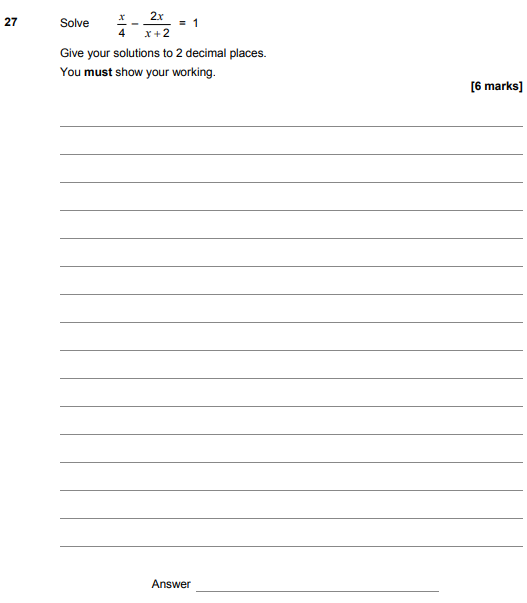 27 Solve x/4 − 2x/(x + 2) = 1
Give your solutions to 2 decimal places.
You must show your working.
[6 marks]
Answer